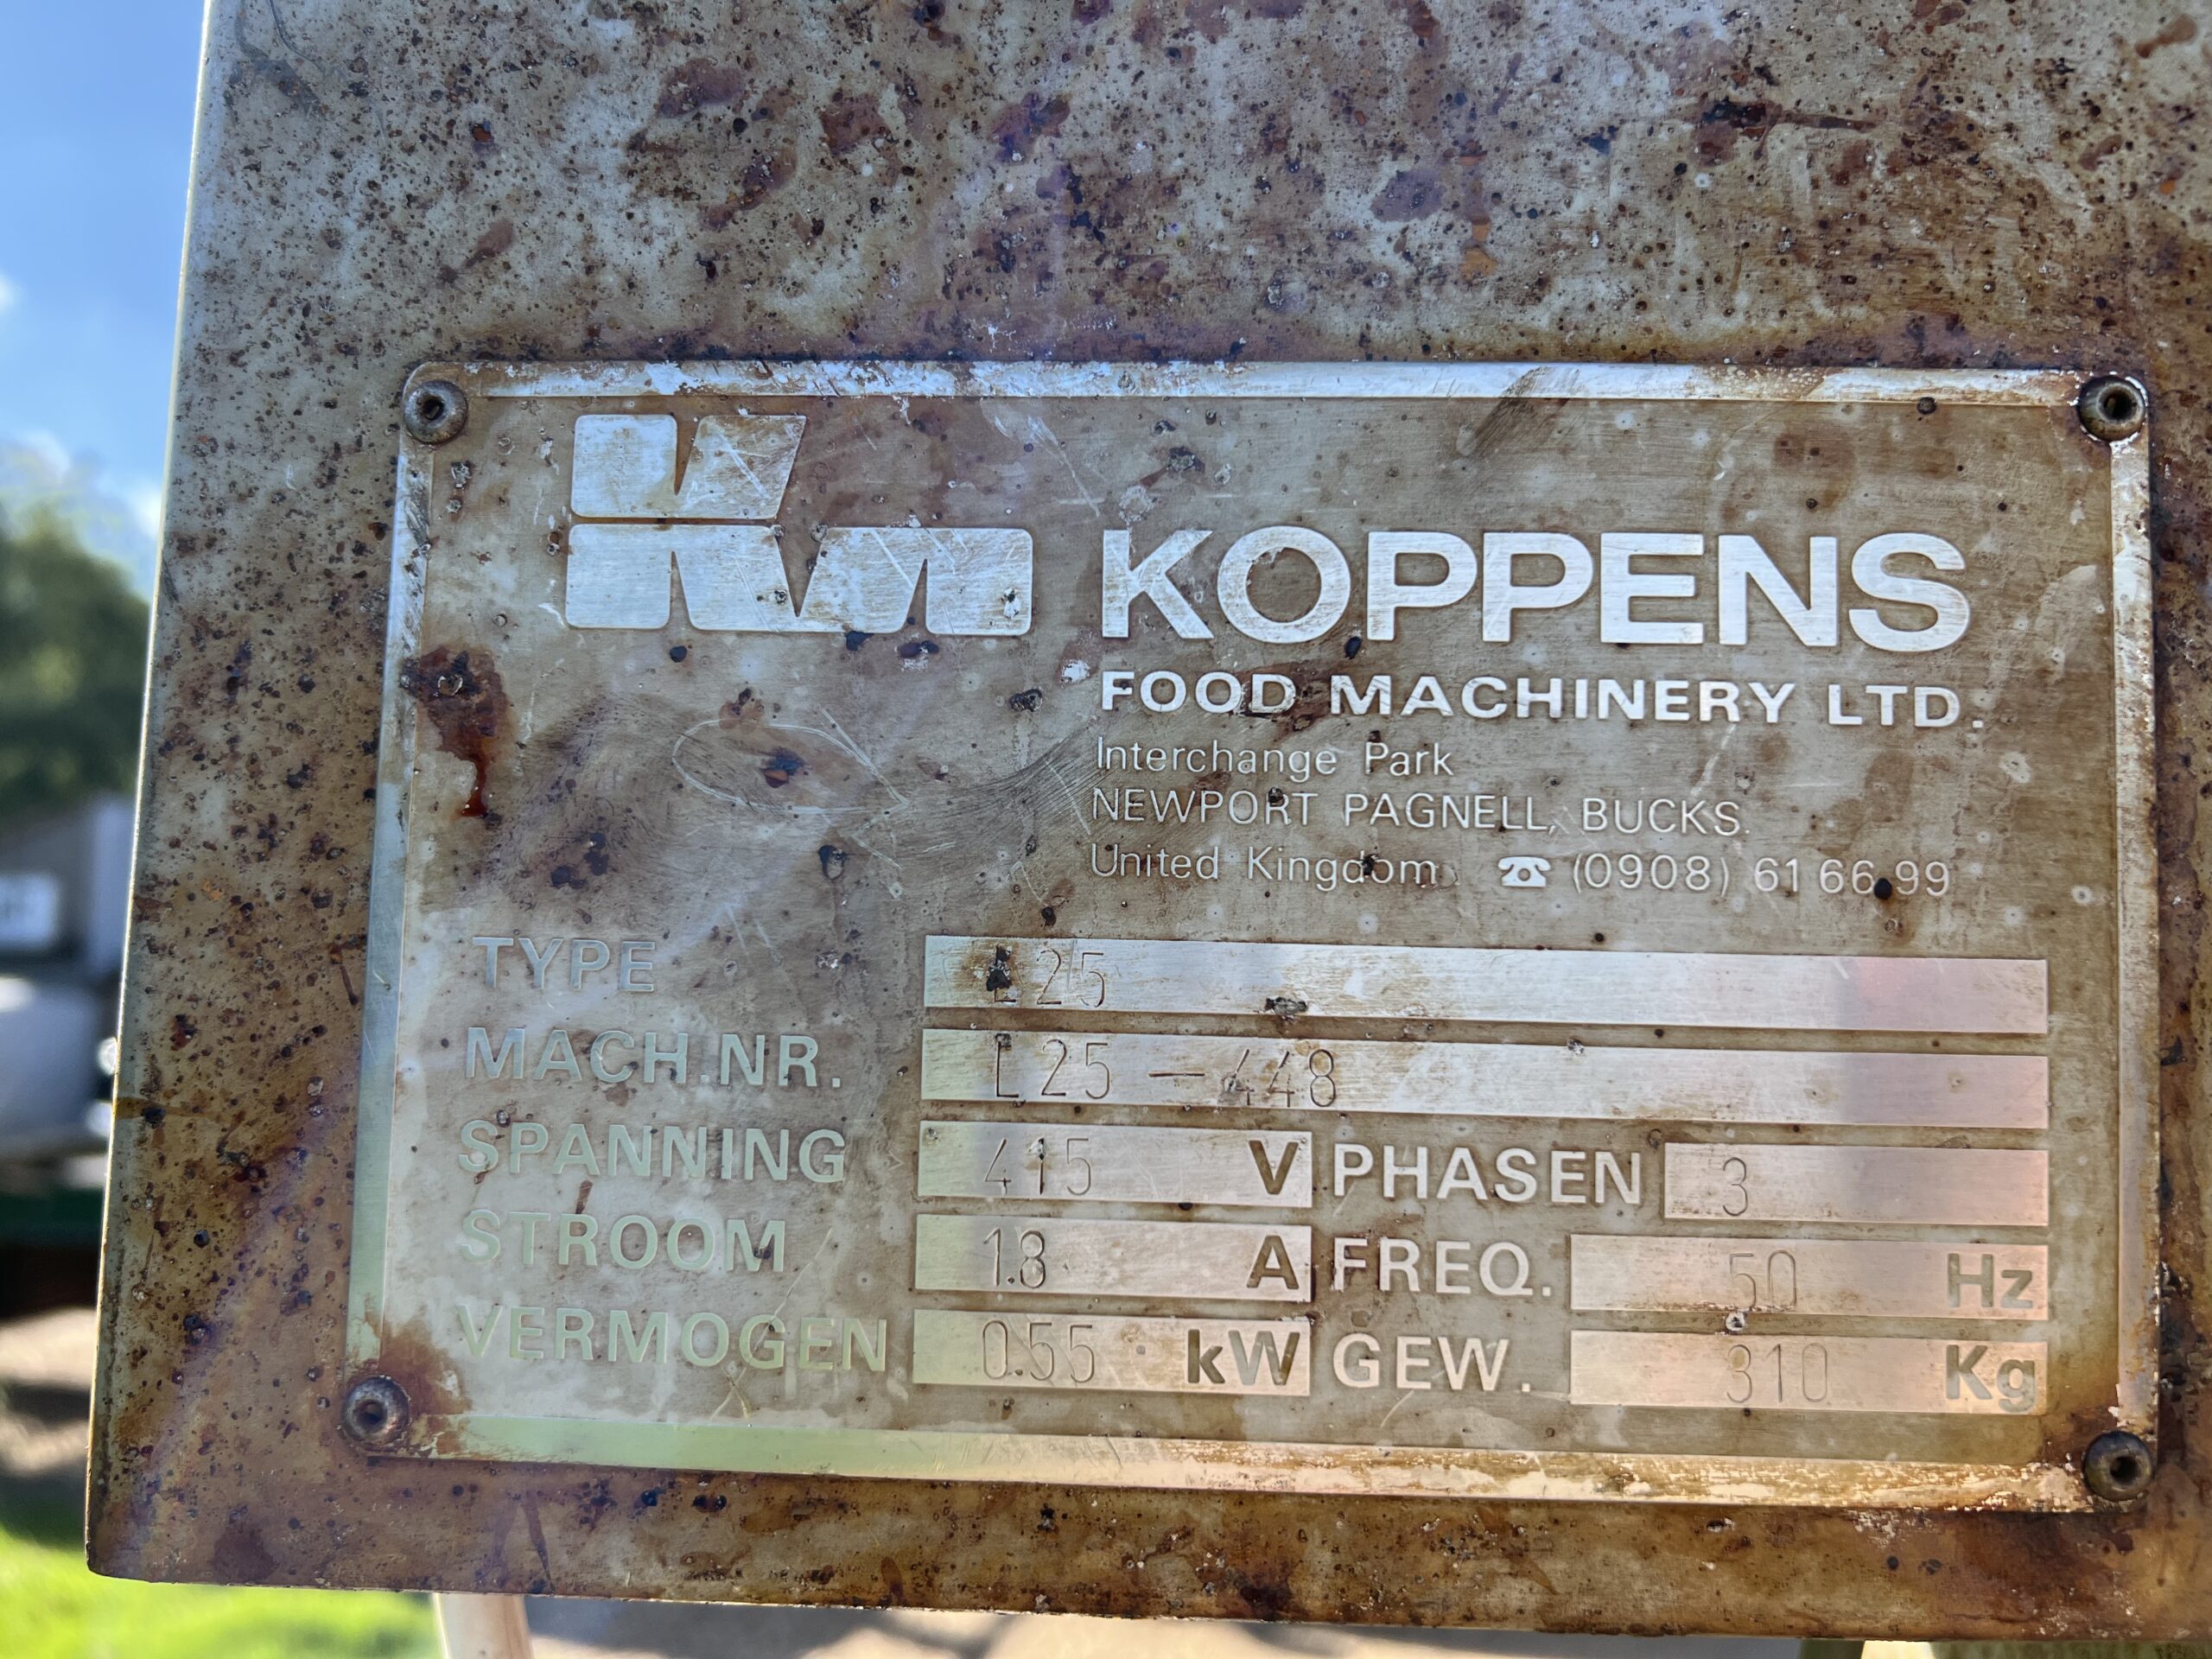 Km KOPPENS
FOOD MACHINERY LTD.
Interchange Park
NEWPORT PAGNELL, BUCKS.
United Kingdom ☎ (0908) 61 66 99
TYPE L25
MACH.NR. L25 — 448
SPANNING 415 V PHASEN 3
STROOM 1.8 A FREQ. 50 Hz
VERMOGEN 0.55 kW GEW. 310 Kg